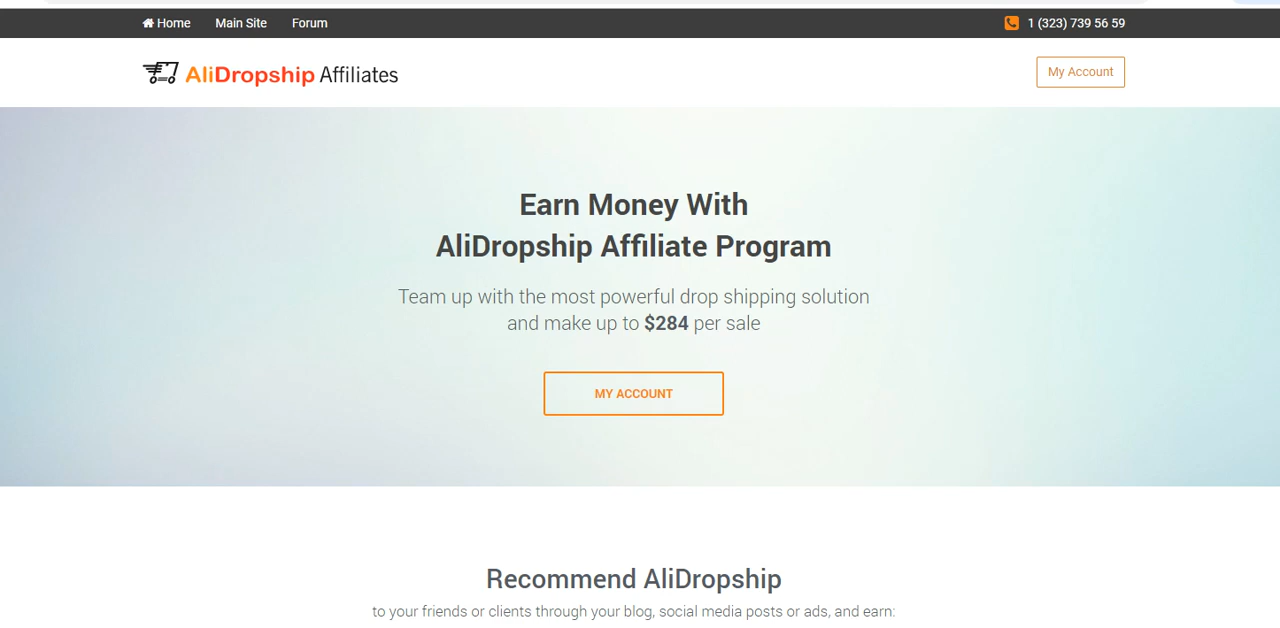 Home Main Site Forum 1 (323) 739 56 59
AliDropship Affiliates My Account
Earn Money With
AliDropship Affiliate Program
Team up with the most powerful drop shipping solution
and make up to $284 per sale
MY ACCOUNT
Recommend AliDropship
to your friends or clients through your blog, social media posts or ads, and earn: